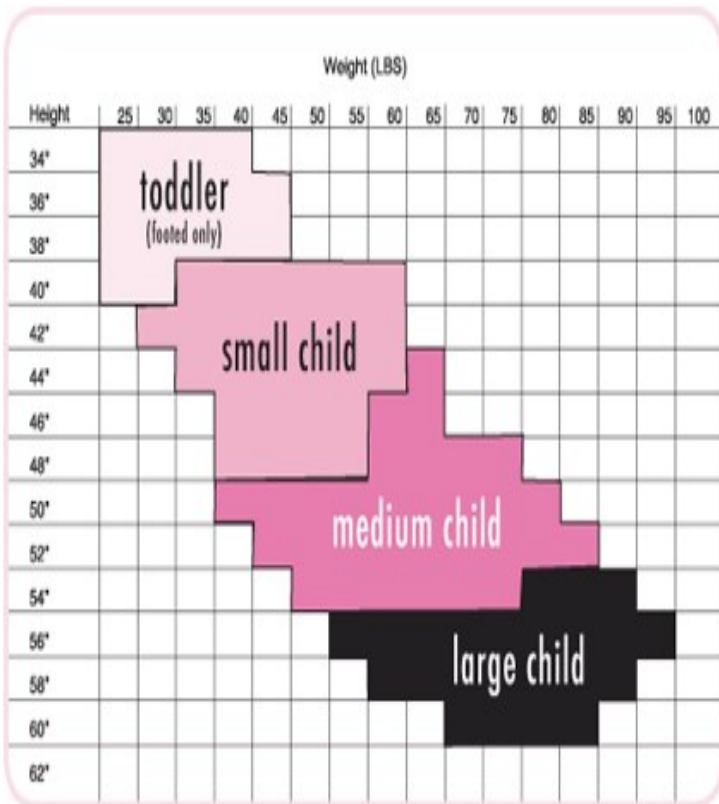 Weight (LBS)
Height 25 30 35 40 45 50 55 60 65 70 75 80 85 90 95 100
34"
toddler
36"
(footed only)
38"
40"
42"
small child
44"
46"
48"
50"
medium child
52"
54"
56"
large child
58"
60"
62"